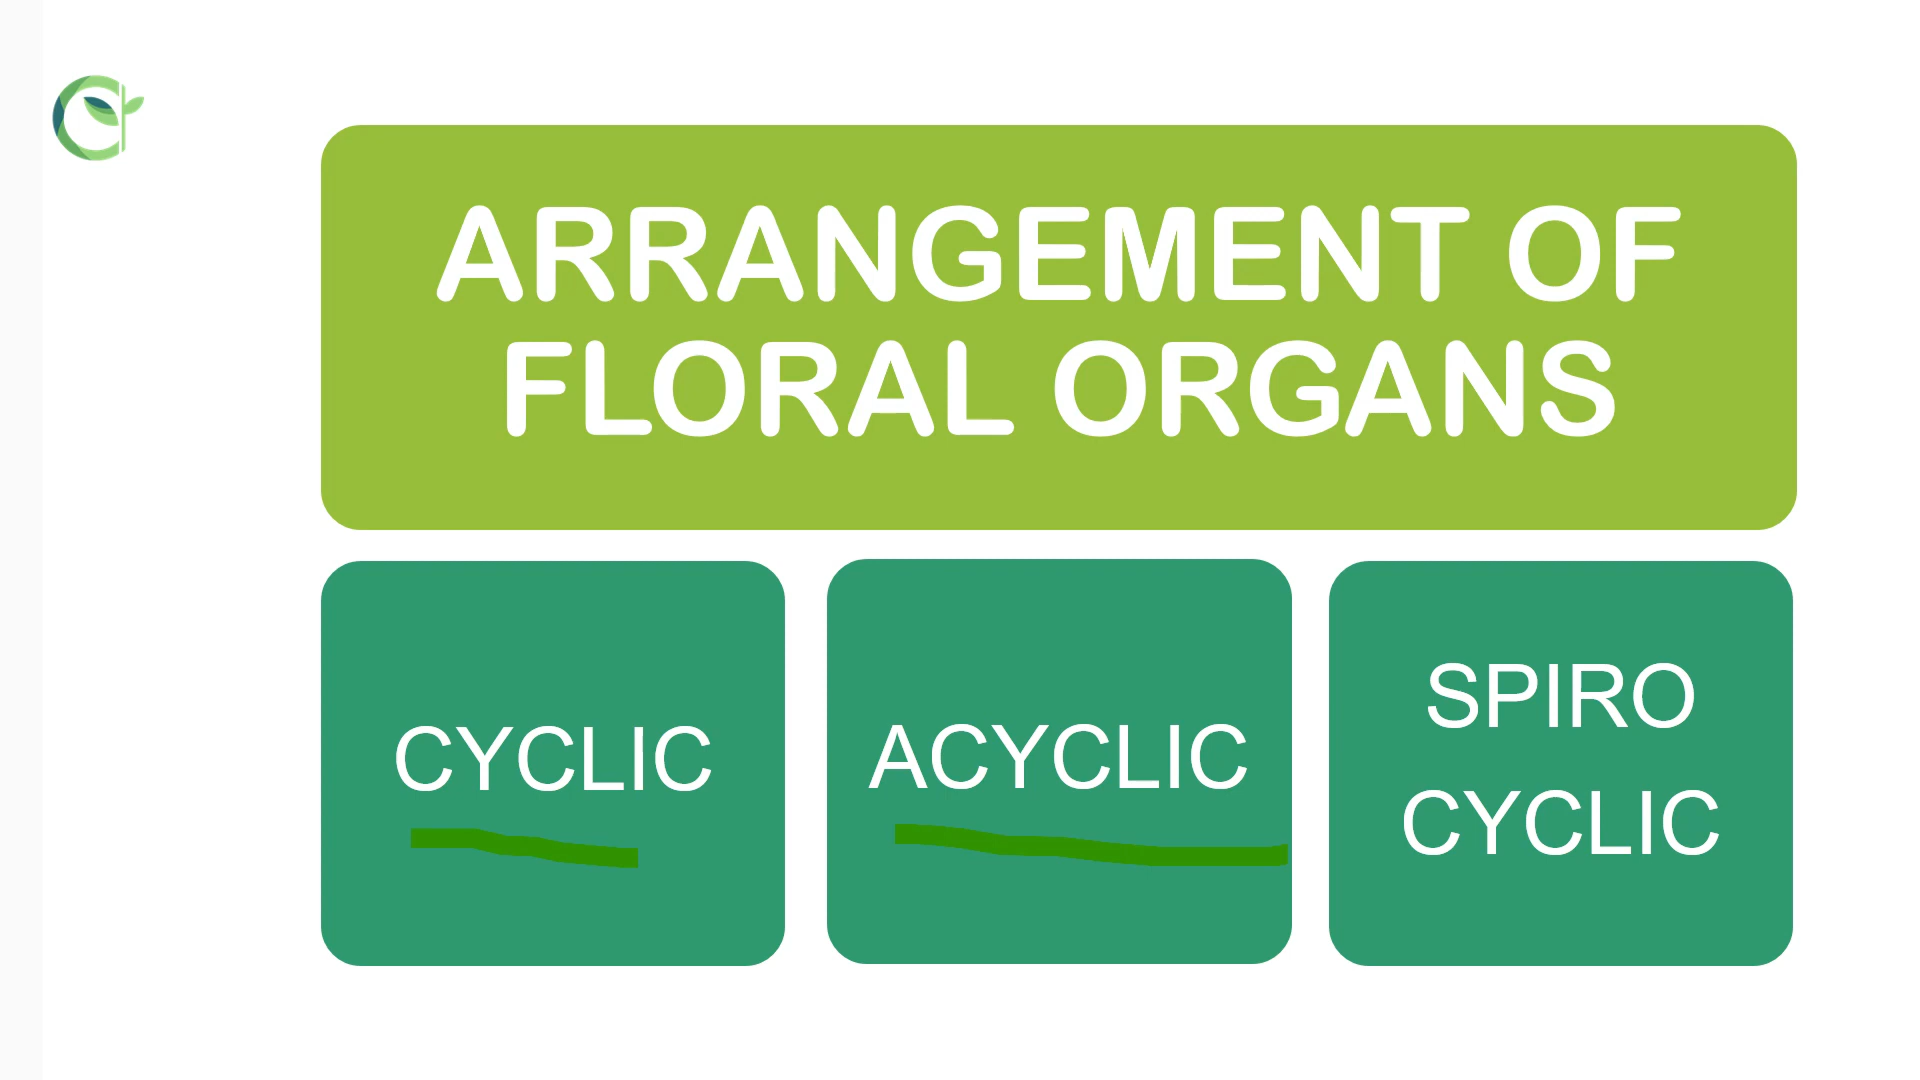 ARRANGEMENT OF
FLORAL ORGANS
CYCLIC
ACYCLIC
SPIRO
CYCLIC